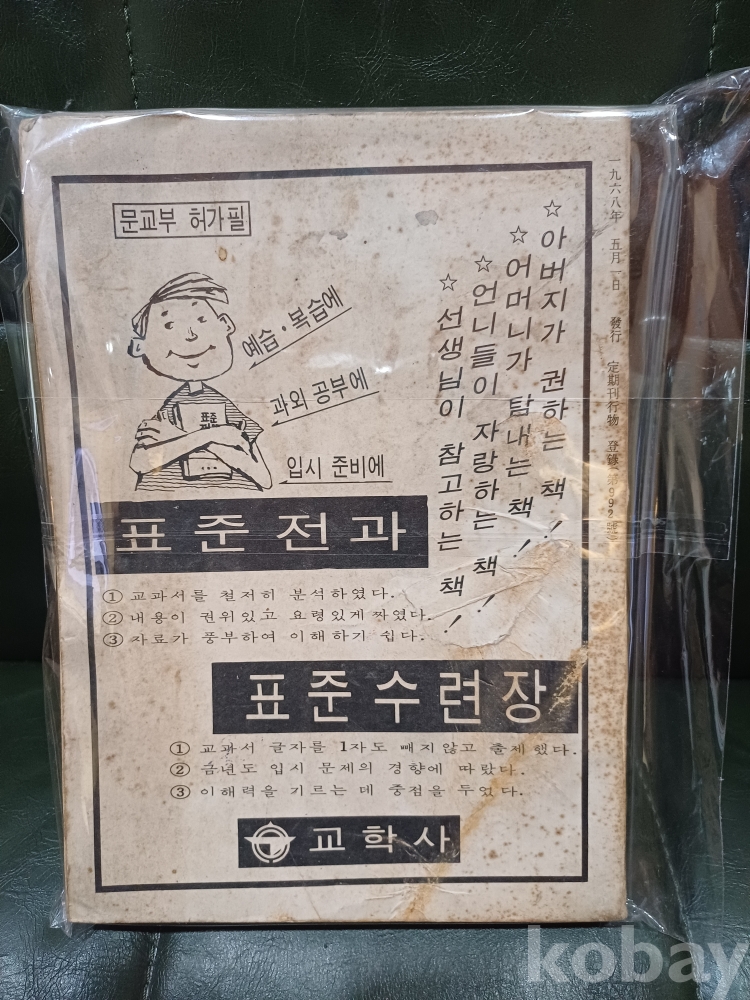 문교부 허가필
예습·복습에
과외 공부에
입시 준비에
☆ 아버지가 권하는 책!
☆ 어머니가 탐내는 책!
☆ 언니들이 자랑하는 책!
☆ 선생님이 참고하는 책!
표준
표준전과
① 교과서를 철저히 분석하였다.
② 내용이 권위있고 요령있게 짜였다.
③ 자료가 풍부하여 이해하기 쉽다.
표준수련장
① 교과서 글자를 1자도 빼지않고 출제했다.
② 금년도 입시 문제의 경향에 따랐다.
③ 이해력을 기르는 데 중점을 두었다.
교학사
一九六八年 五月一日 發行 定期刊行物 登錄 第992號
kobay